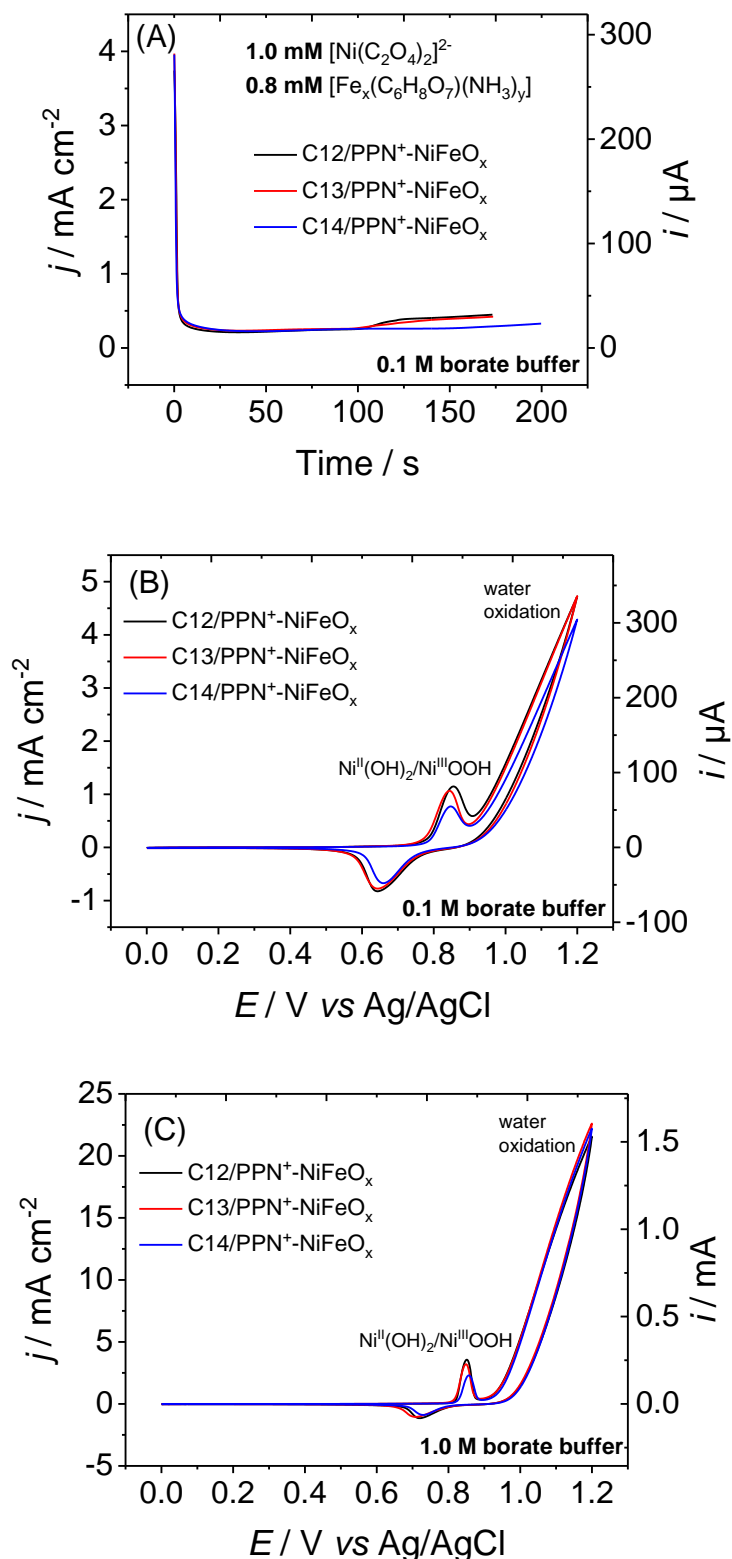 (A)
1.0 mM [Ni(C₂O₄)₂]²⁻
0.8 mM [Feₓ(C₆H₈O₇)(NH₃)ᵧ]
C12/PPN⁺-NiFeOₓ
C13/PPN⁺-NiFeOₓ
C14/PPN⁺-NiFeOₓ
0.1 M borate buffer
4
3
2
1
0
j / mA cm⁻²
300
200
100
0
i / µA
0 50 100 150 200
Time / s
(B)
water
oxidation
C12/PPN⁺-NiFeOₓ
C13/PPN⁺-NiFeOₓ
C14/PPN⁺-NiFeOₓ
Niᴵᴵ(OH)₂/NiᴵᴵᴵOOH
0.1 M borate buffer
5
4
3
2
1
0
-1
j / mA cm⁻²
300
200
100
0
-100
i / µA
0.0 0.2 0.4 0.6 0.8 1.0 1.2
E / V vs Ag/AgCl
(C)
water
oxidation
C12/PPN⁺-NiFeOₓ
C13/PPN⁺-NiFeOₓ
C14/PPN⁺-NiFeOₓ
Niᴵᴵ(OH)₂/NiᴵᴵᴵOOH
1.0 M borate buffer
25
20
15
10
5
0
-5
j / mA cm⁻²
1.5
1.0
0.5
0.0
i / mA
0.0 0.2 0.4 0.6 0.8 1.0 1.2
E / V vs Ag/AgCl